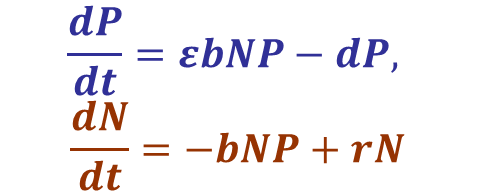 dP/dt = εbNP − dP,
dN/dt = −bNP + rN